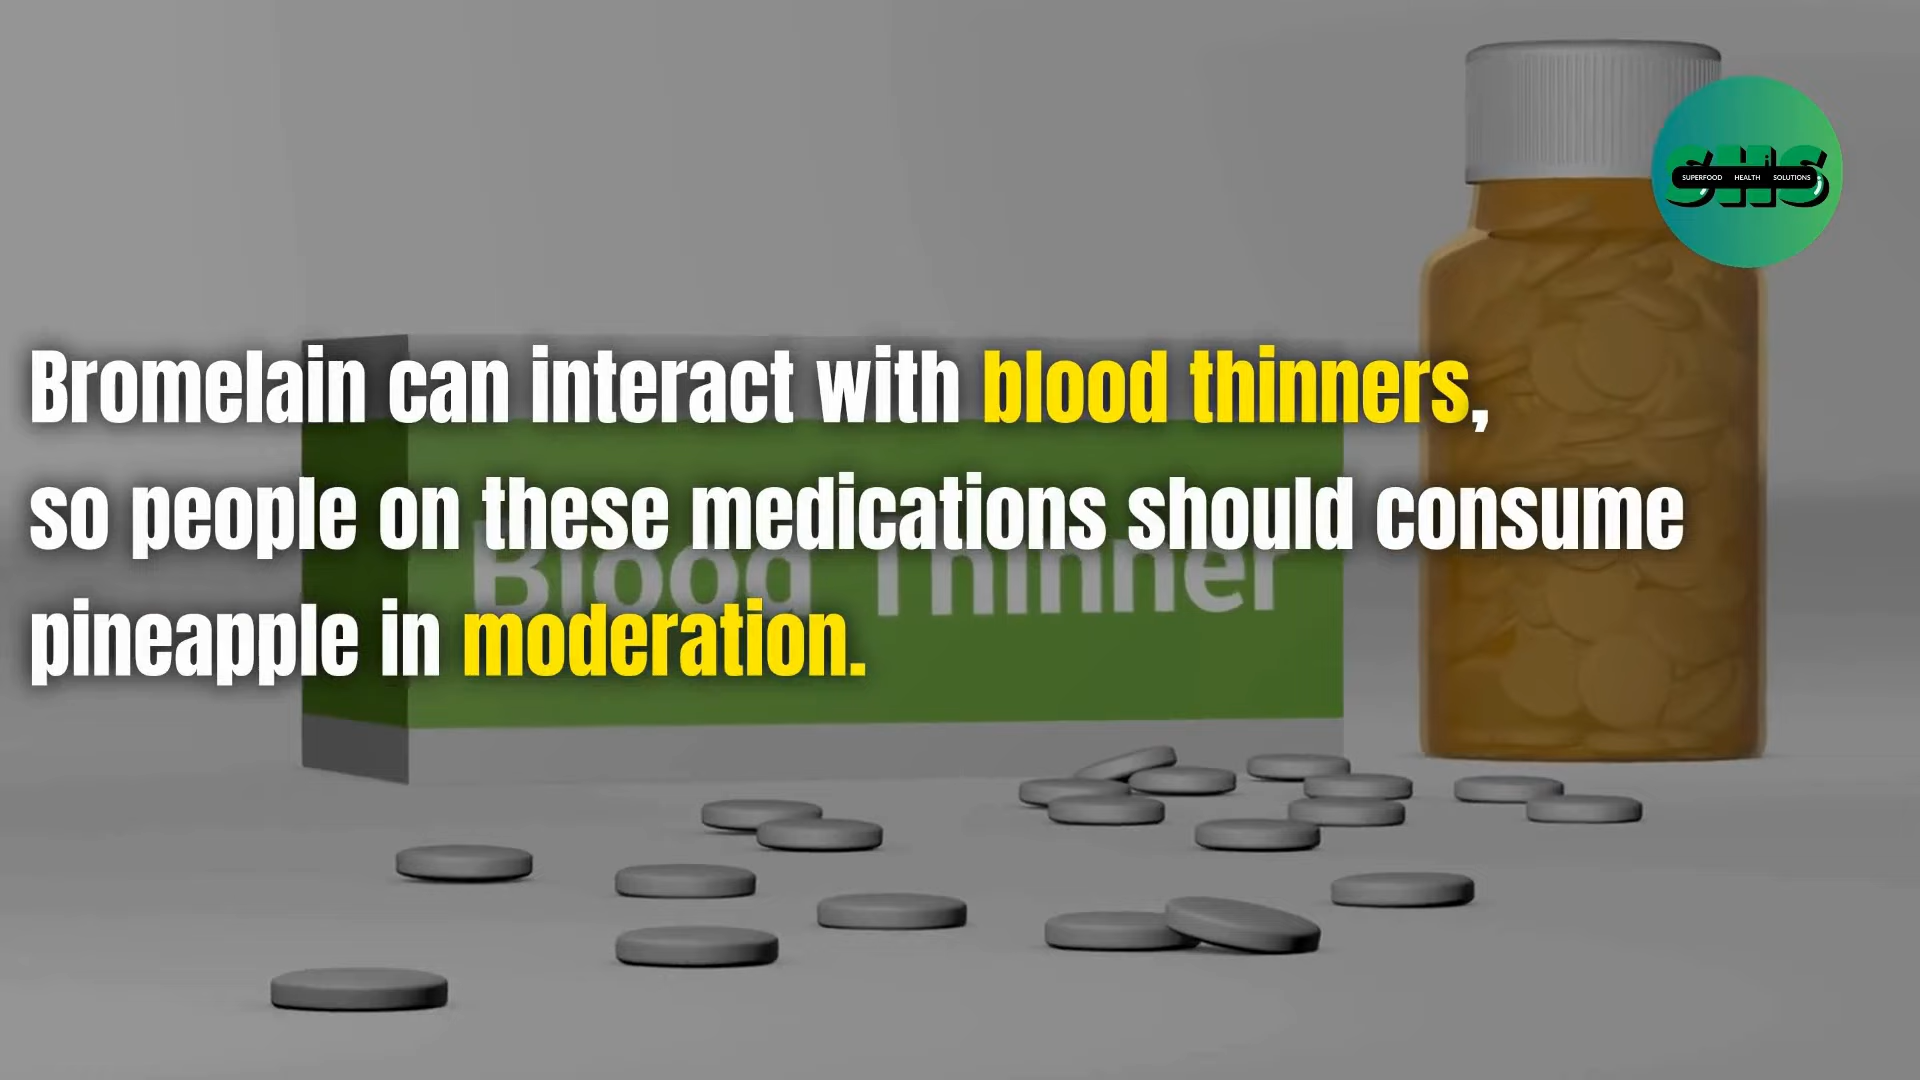 SHS
SUPERFOOD HEALTH SOLUTIONS
Bromelain can interact with blood thinners,
so people on these medications should consume
pineapple in moderation.
Blood Thinner